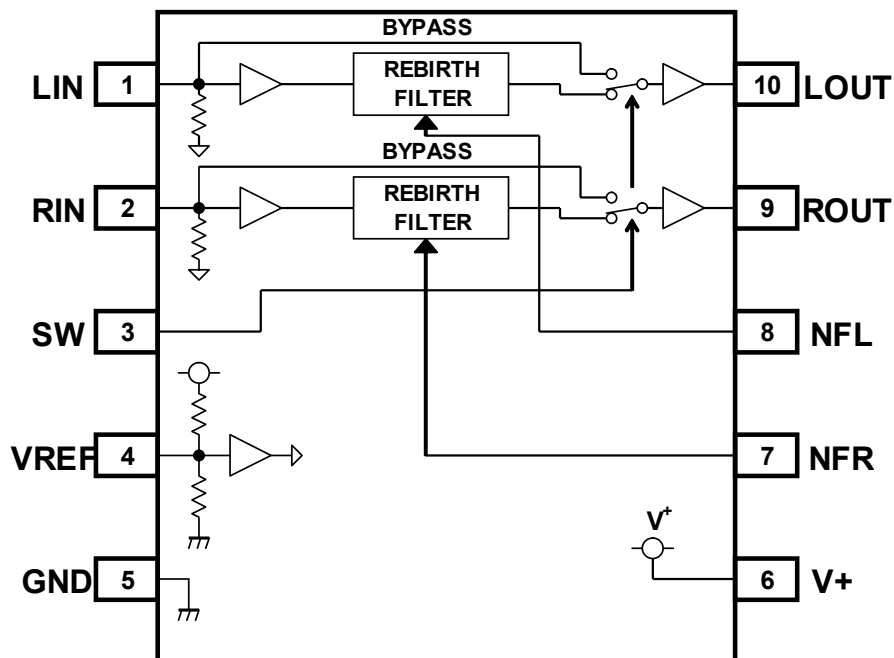 BYPASS
LIN 1 REBIRTH FILTER 10 LOUT
BYPASS
RIN 2 REBIRTH FILTER 9 ROUT
SW 3 8 NFL
VREF 4 7 NFR
V+
GND 5 6 V+